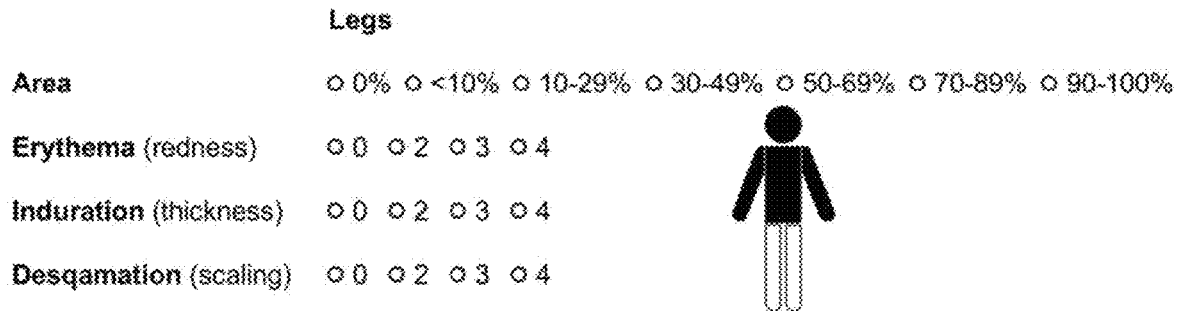 Legs
Area ○ 0% ○ <10% ○ 10-29% ○ 30-49% ○ 50-69% ○ 70-89% ○ 90-100%
Erythema (redness) ○ 0 ○ 2 ○ 3 ○ 4
Induration (thickness) ○ 0 ○ 2 ○ 3 ○ 4
Desqamation (scaling) ○ 0 ○ 2 ○ 3 ○ 4